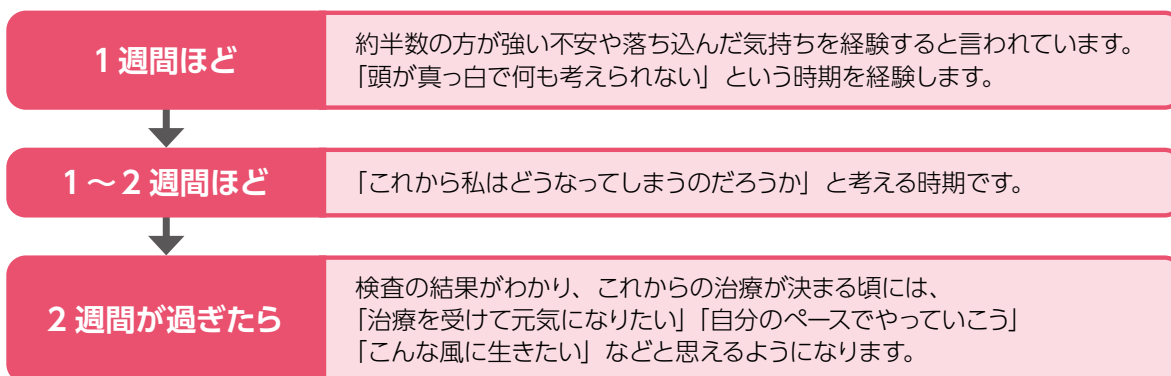 1週間ほど
約半数の方が強い不安や落ち込んだ気持ちを経験すると言われています。
「頭が真っ白で何も考えられない」という時期を経験します。
1〜2週間ほど
「これから私はどうなってしまうのだろうか」と考える時期です。
2週間が過ぎたら
検査の結果がわかり、これからの治療が決まる頃には、
「治療を受けて元気になりたい」「自分のペースでやっていこう」
「こんな風に生きたい」などと思えるようになります。